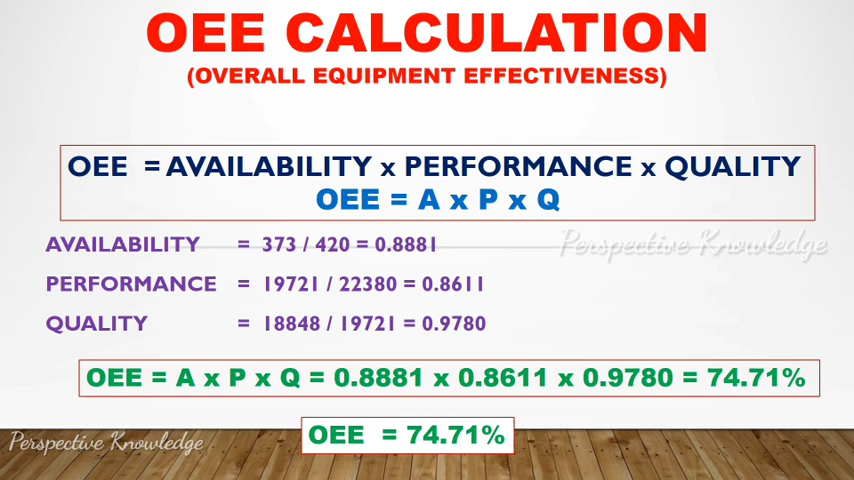 OEE CALCULATION
(OVERALL EQUIPMENT EFFECTIVENESS)
OEE = AVAILABILITY x PERFORMANCE x QUALITY
OEE = A x P x Q
AVAILABILITY = 373 / 420 = 0.8881
Perspective Knowledge
PERFORMANCE = 19721 / 22380 = 0.8611
QUALITY = 18848 / 19721 = 0.9780
OEE = A x P x Q = 0.8881 x 0.8611 x 0.9780 = 74.71%
OEE = 74.71%
Perspective Knowledge